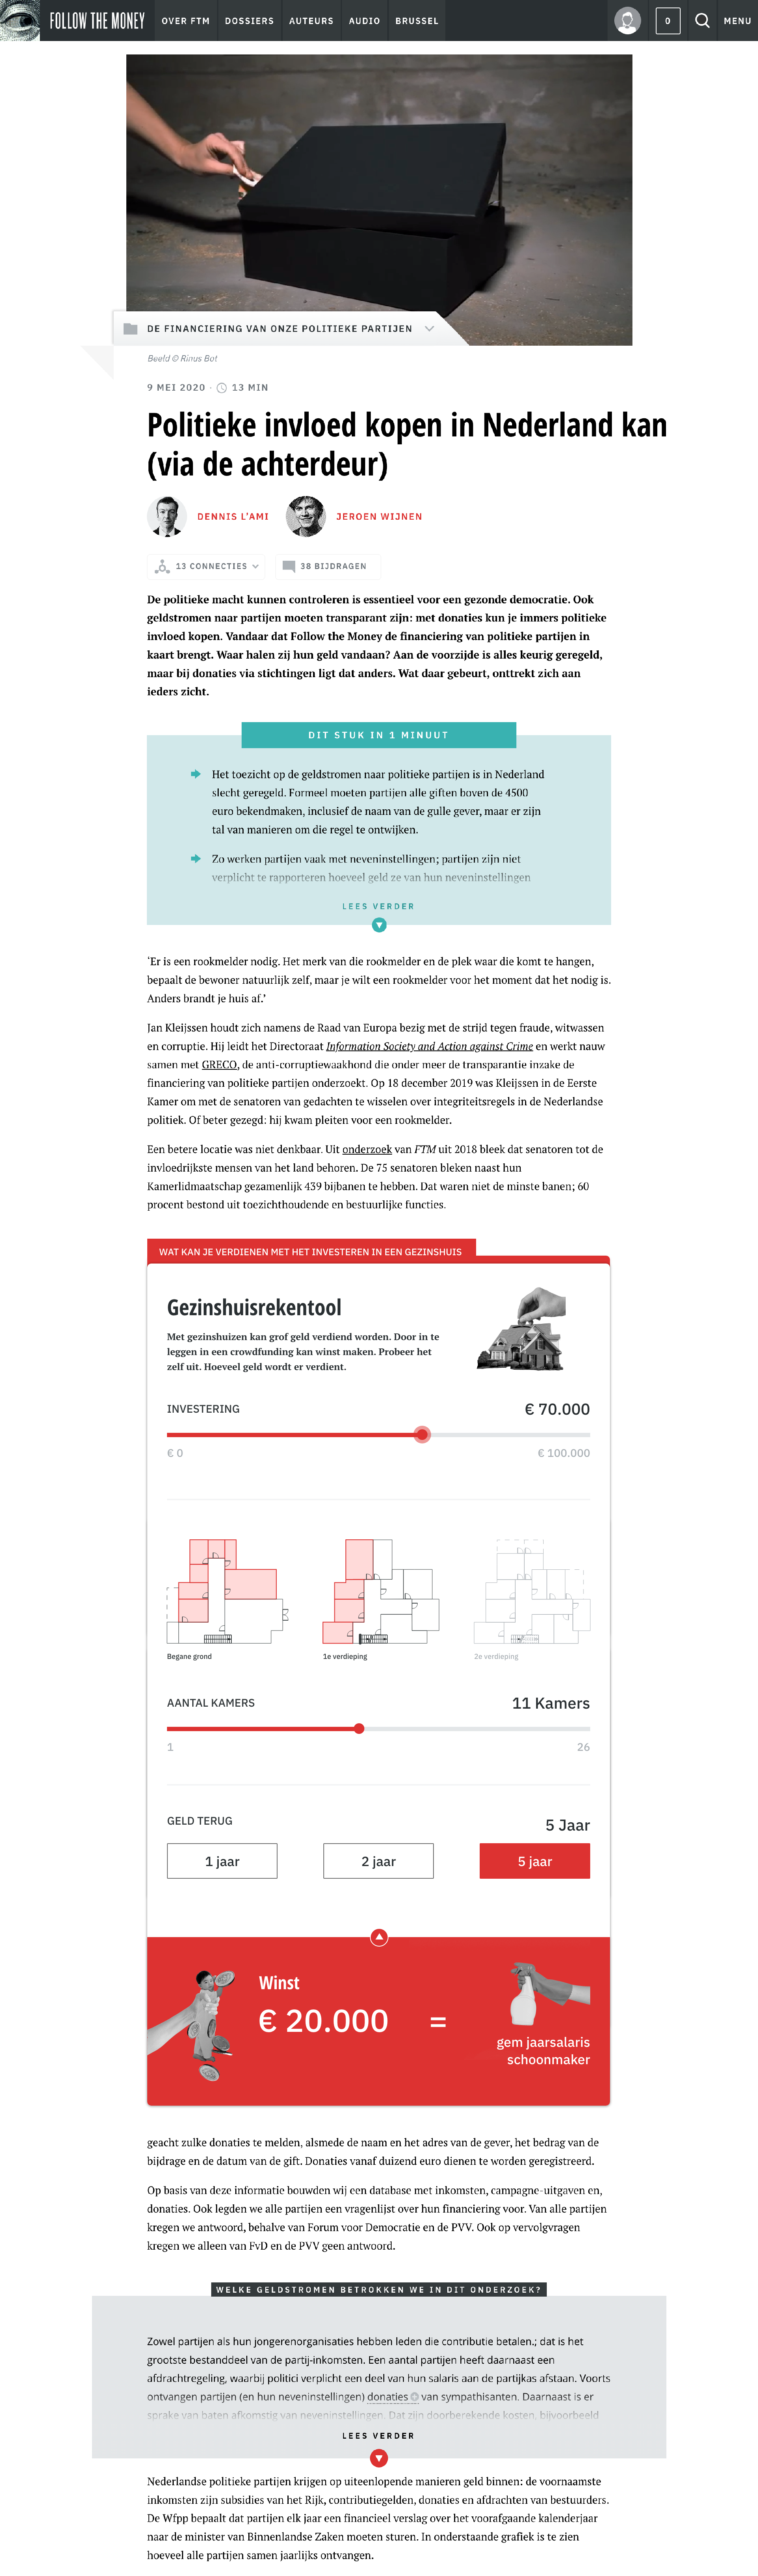 FOLLOW THE MONEY
OVER FTM
DOSSIERS
AUTEURS
AUDIO
BRUSSEL
0
MENU
DE FINANCIERING VAN ONZE POLITIEKE PARTIJEN
Beeld © Rinus Bot
9 MEI 2020 · 13 MIN
Politieke invloed kopen in Nederland kan
(via de achterdeur)
DENNIS L'AMI
JEROEN WIJNEN
13 CONNECTIES
38 BIJDRAGEN
De politieke macht kunnen controleren is essentieel voor een gezonde democratie. Ook
geldstromen naar partijen moeten transparant zijn: met donaties kun je immers politieke
invloed kopen. Vandaar dat Follow the Money de financiering van politieke partijen in
kaart brengt. Waar halen zij hun geld vandaan? Aan de voorzijde is alles keurig geregeld,
maar bij donaties via stichtingen ligt dat anders. Wat daar gebeurt, onttrekt zich aan
ieders zicht.
DIT STUK IN 1 MINUUT
Het toezicht op de geldstromen naar politieke partijen is in Nederland
slecht geregeld. Formeel moeten partijen alle giften boven de 4500
euro bekendmaken, inclusief de naam van de gulle gever, maar er zijn
tal van manieren om die regel te ontwijken.
Zo werken partijen vaak met neveninstellingen; partijen zijn niet
verplicht te rapporteren hoeveel geld ze van hun neveninstellingen
LEES VERDER
'Er is een rookmelder nodig. Het merk van die rookmelder en de plek waar die komt te hangen,
bepaalt de bewoner natuurlijk zelf, maar je wilt een rookmelder voor het moment dat het nodig is.
Anders brandt je huis af.'
Jan Kleijssen houdt zich namens de Raad van Europa bezig met de strijd tegen fraude, witwassen
en corruptie. Hij leidt het Directoraat Information Society and Action against Crime en werkt nauw
samen met GRECO, de anti-corruptiewaakhond die onder meer de transparantie inzake de
financiering van politieke partijen onderzoekt. Op 18 december 2019 was Kleijssen in de Eerste
Kamer om met de senatoren van gedachten te wisselen over integriteitsregels in de Nederlandse
politiek. Of beter gezegd: hij kwam pleiten voor een rookmelder.
Een betere locatie was niet denkbaar. Uit onderzoek van FTM uit 2018 bleek dat senatoren tot de
invloedrijkste mensen van het land behoren. De 75 senatoren bleken naast hun
Kamerlidmaatschap gezamenlijk 439 bijbanen te hebben. Dat waren niet de minste banen; 60
procent bestond uit toezichthoudende en bestuurlijke functies.
WAT KAN JE VERDIENEN MET HET INVESTEREN IN EEN GEZINSHUIS
Gezinshuisrekentool
Met gezinshuizen kan grof geld verdiend worden. Door in te
leggen in een crowdfunding kan winst maken. Probeer het
zelf uit. Hoeveel geld wordt er verdient.
INVESTERING
€ 70.000
€ 0
€ 100.000
Begane grond
1e verdieping
2e verdieping
AANTAL KAMERS
11 Kamers
1
26
GELD TERUG
5 Jaar
1 jaar
2 jaar
5 jaar
Winst
€ 20.000
=
gem jaarsalaris
schoonmaker
geacht zulke donaties te melden, alsmede de naam en het adres van de gever, het bedrag van de
bijdrage en de datum van de gift. Donaties vanaf duizend euro dienen te worden geregistreerd.
Op basis van deze informatie bouwden wij een database met inkomsten, campagne-uitgaven en,
donaties. Ook legden we alle partijen een vragenlijst over hun financiering voor. Van alle partijen
kregen we antwoord, behalve van Forum voor Democratie en de PVV. Ook op vervolgvragen
kregen we alleen van FvD en de PVV geen antwoord.
WELKE GELDSTROMEN BETROKKEN WE IN DIT ONDERZOEK?
Zowel partijen als hun jongerenorganisaties hebben leden die contributie betalen.; dat is het
grootste bestanddeel van de partij-inkomsten. Een aantal partijen heeft daarnaast een
afdrachtregeling, waarbij politici verplicht een deel van hun salaris aan de partijkas afstaan. Voorts
ontvangen partijen (en hun neveninstellingen) donaties van sympathisanten. Daarnaast is er
sprake van baten afkomstig van neveninstellingen. Dat zijn doorberekende kosten, bijvoorbeeld
LEES VERDER
Nederlandse politieke partijen krijgen op uiteenlopende manieren geld binnen: de voornaamste
inkomsten zijn subsidies van het Rijk, contributiegelden, donaties en afdrachten van bestuurders.
De Wfpp bepaalt dat partijen elk jaar een financieel verslag over het voorafgaande kalenderjaar
naar de minister van Binnenlandse Zaken moeten sturen. In onderstaande grafiek is te zien
hoeveel alle partijen samen jaarlijks ontvangen.